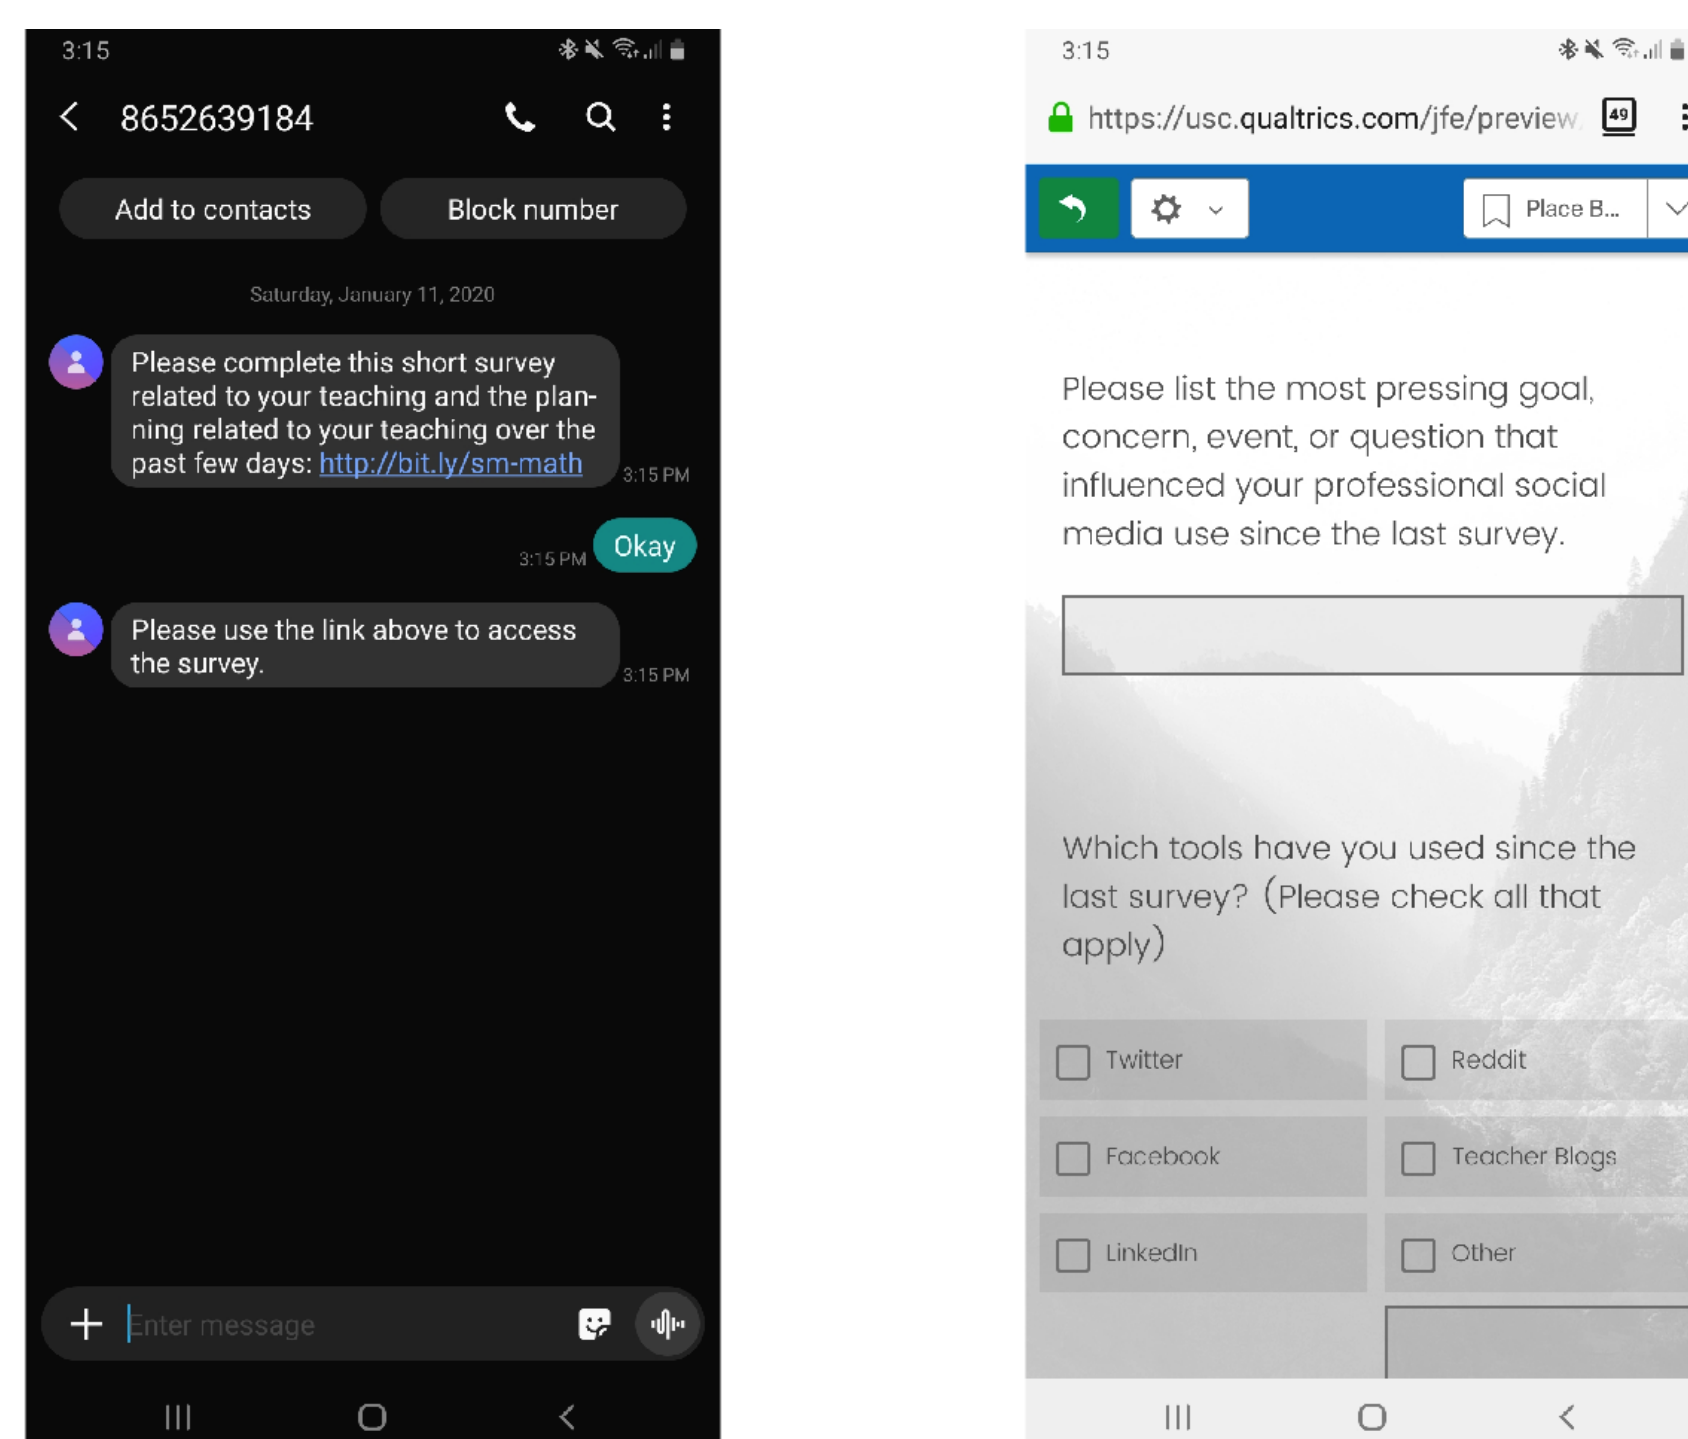 3:15
8652639184
Add to contacts
Block number
Saturday, January 11, 2020
Please complete this short survey
related to your teaching and the plan-
ning related to your teaching over the
past few days: http://bit.ly/sm-math
3:15 PM
Okay
3:15 PM
Please use the link above to access
the survey.
3:15 PM
Enter message
3:15
https://usc.qualtrics.com/jfe/preview
49
Place B...
Please list the most pressing goal,
concern, event, or question that
influenced your professional social
media use since the last survey.
Which tools have you used since the
last survey? (Please check all that
apply)
Twitter
Reddit
Facebook
Teacher Blogs
LinkedIn
Other